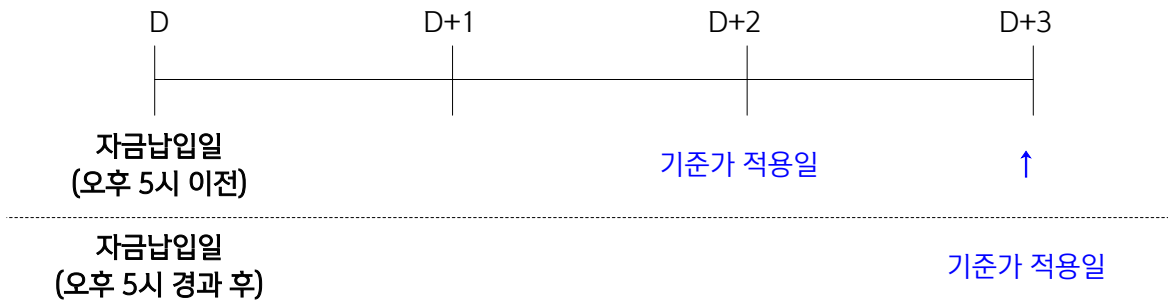 D D+1 D+2 D+3
자금납입일
(오후 5시 이전)
기준가 적용일 ↑
자금납입일
(오후 5시 경과 후)
기준가 적용일